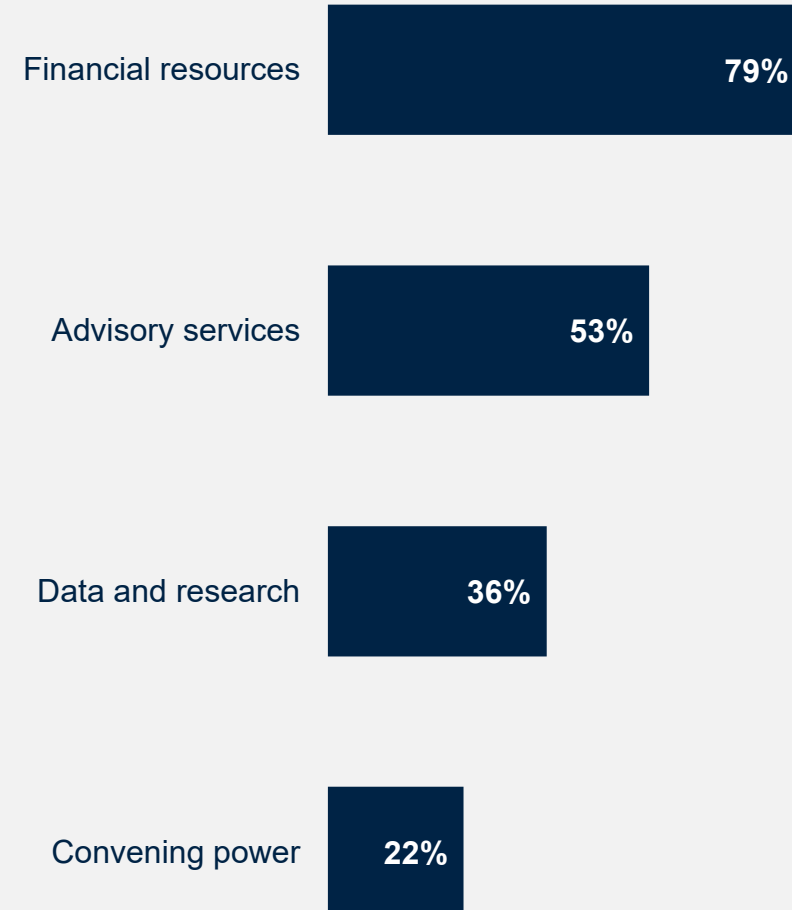 Financial resources 79%
Advisory services 53%
Data and research 36%
Convening power 22%